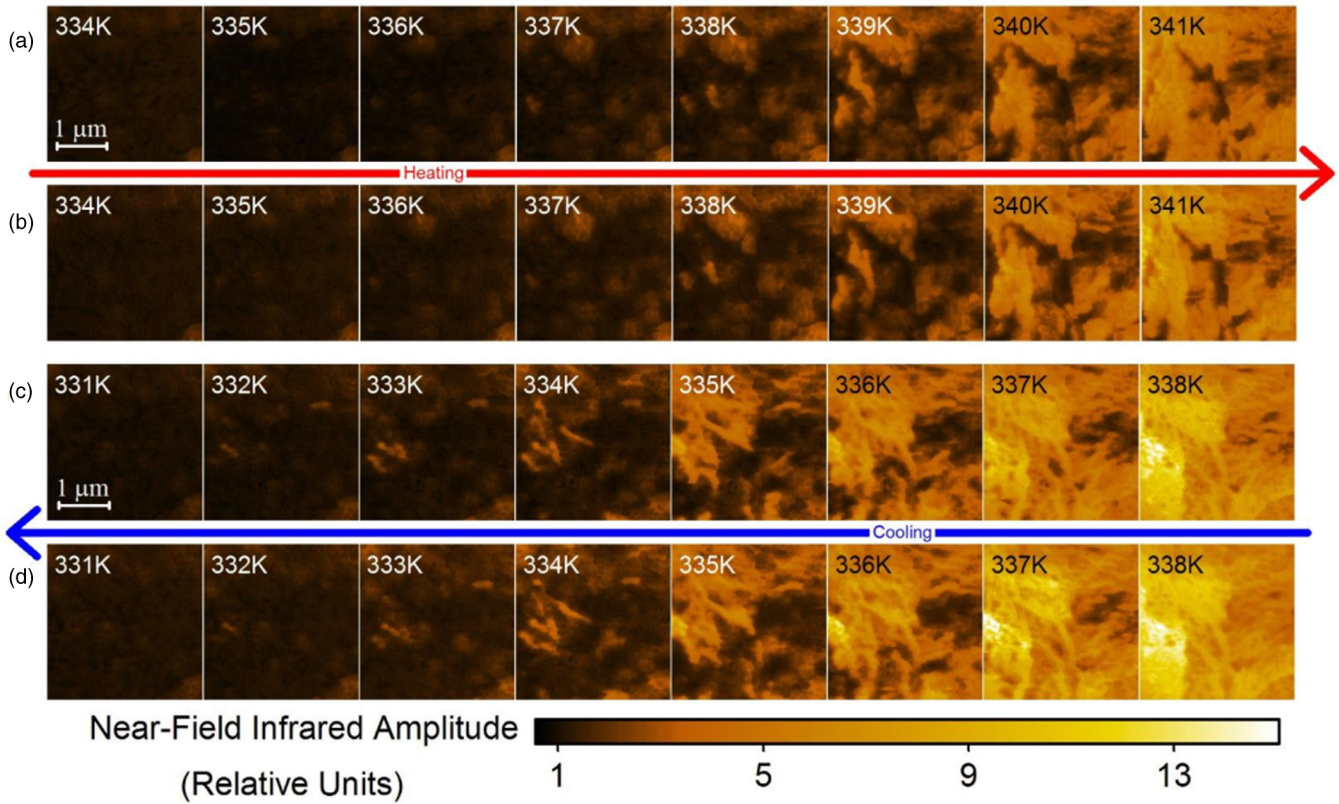 (a)
334K 335K 336K 337K 338K 339K 340K 341K
1 μm
Heating
(b)
334K 335K 336K 337K 338K 339K 340K 341K
(c)
331K 332K 333K 334K 335K 336K 337K 338K
1 μm
Cooling
(d)
331K 332K 333K 334K 335K 336K 337K 338K
Near-Field Infrared Amplitude
(Relative Units)
1 5 9 13